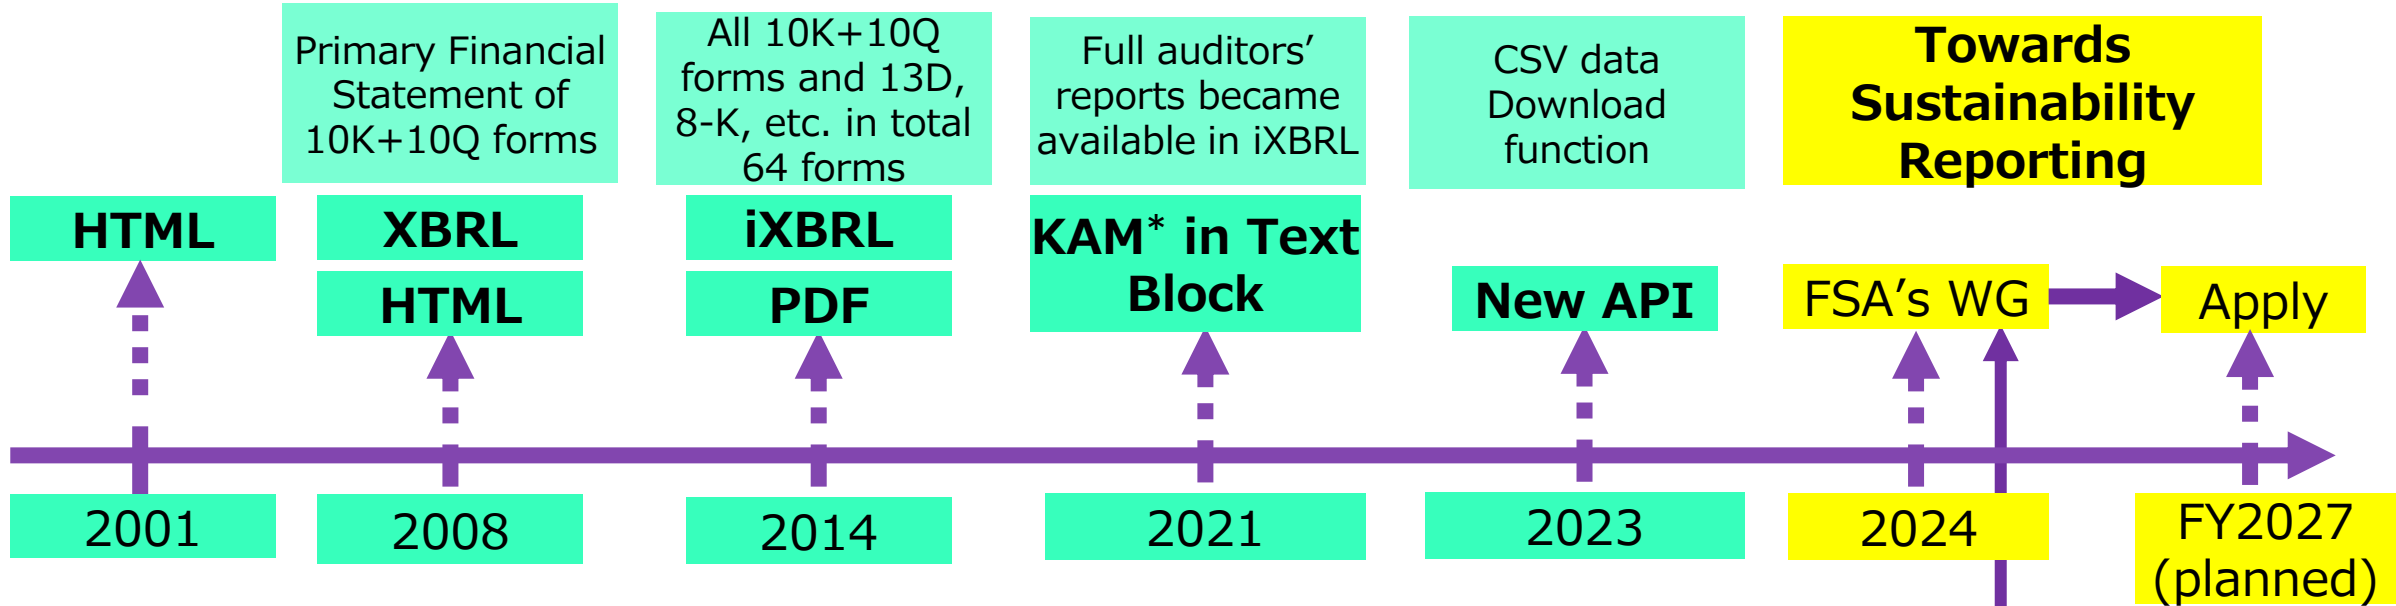 Primary Financial
Statement of
10K+10Q forms
All 10K+10Q
forms and 13D,
8-K, etc. in total
64 forms
Full auditors’
reports became
available in iXBRL
CSV data
Download
function
Towards
Sustainability
Reporting
HTML
XBRL
HTML
iXBRL
PDF
KAM* in Text
Block
New API
FSA’s WG
Apply
2001
2008
2014
2021
2023
2024
FY2027
(planned)